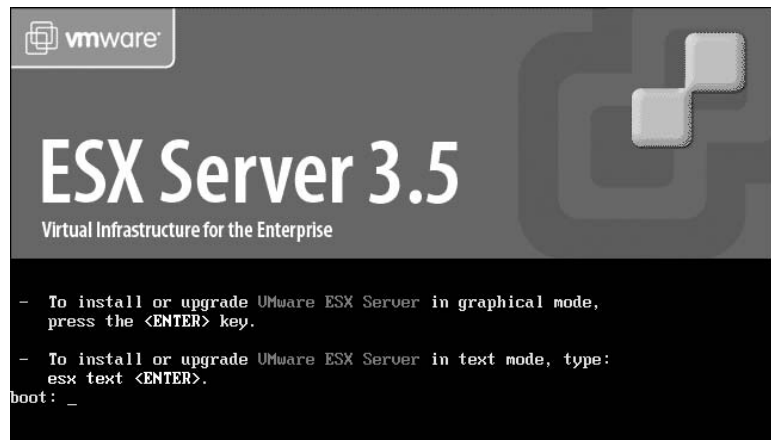 vmware
ESX Server 3.5
Virtual Infrastructure for the Enterprise
- To install or upgrade VMware ESX Server in graphical mode,
press the <ENTER> key.
- To install or upgrade VMware ESX Server in text mode, type:
esx text <ENTER>.
boot: _